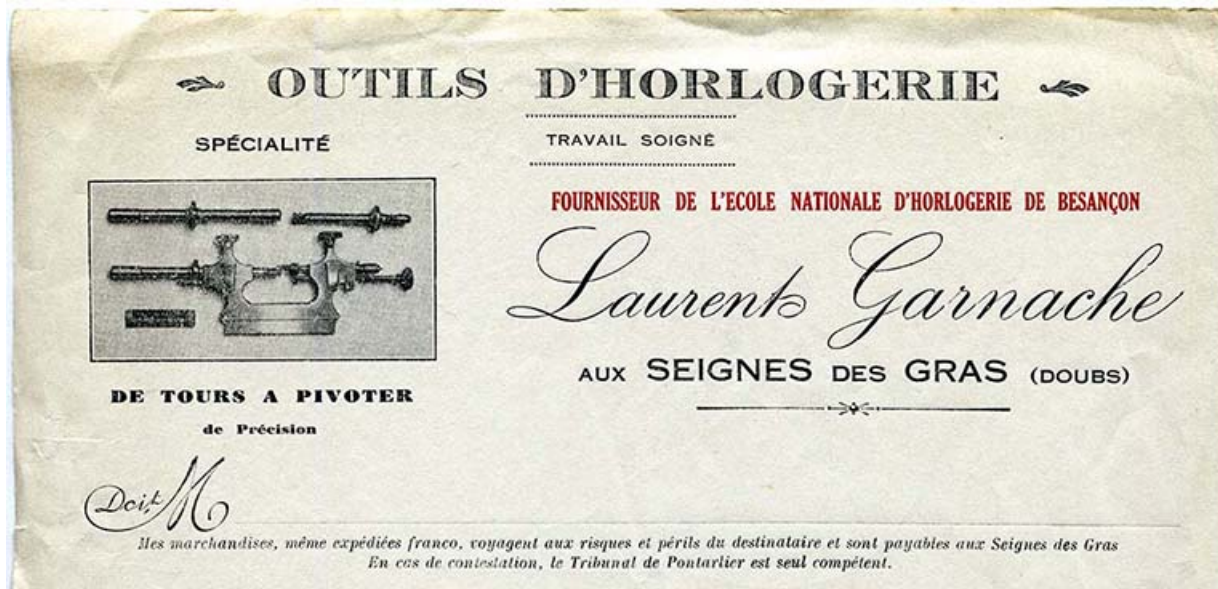 OUTILS D'HORLOGERIE
SPÉCIALITÉ
TRAVAIL SOIGNÉ
FOURNISSEUR DE L'ECOLE NATIONALE D'HORLOGERIE DE BESANÇON
Laurent Garnache
AUX SEIGNES DES GRAS (DOUBS)
DE TOURS A PIVOTER
de Précision
Doit M
Mes marchandises, même expédiées franco, voyagent aux risques et périls du destinataire et sont payables aux Seignes des Gras
En cas de contestation, le Tribunal de Pontarlier est seul compétent.